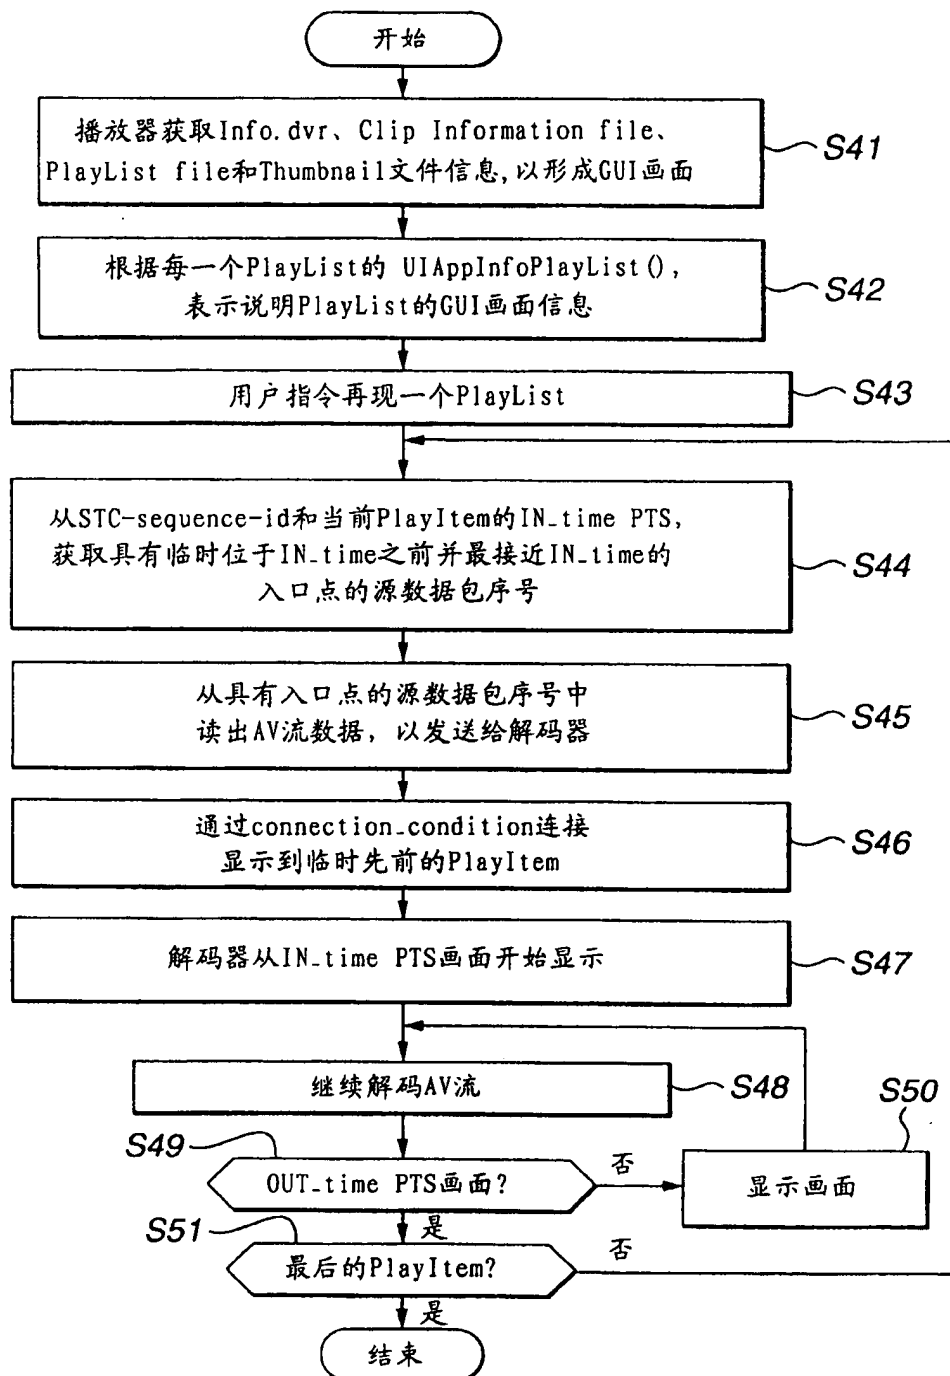 开始
播放器获取Info.dvr、Clip Information file、
PlayList file和Thumbnail文件信息,以形成GUI画面
S41
根据每一个PlayList的 UIAppInfoPlayList(),
表示说明PlayList的GUI画面信息
S42
用户指令再现一个PlayList
S43
从STC-sequence-id和当前PlayItem的IN_time PTS,
获取具有临时位于IN_time之前并最接近IN_time的
入口点的源数据包序号
S44
从具有入口点的源数据包序号中
读出AV流数据，以发送给解码器
S45
通过connection_condition连接
显示到临时先前的PlayItem
S46
解码器从IN_time PTS画面开始显示
S47
继续解码AV流
S48
S50
S49
OUT_time PTS画面?
否
显示画面
是
S51
最后的PlayItem?
否
是
结束